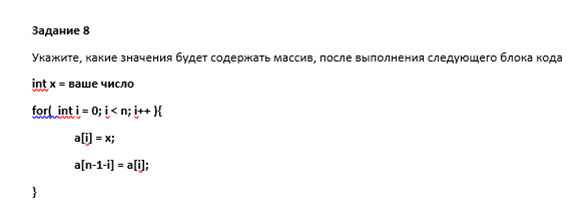 Задание 8
Укажите, какие значения будет содержать массив, после выполнения следующего блока кода
int x = ваше число
for( int i = 0; i < n; i++ ){
a[i] = x;
a[n-1-i] = a[i];
}